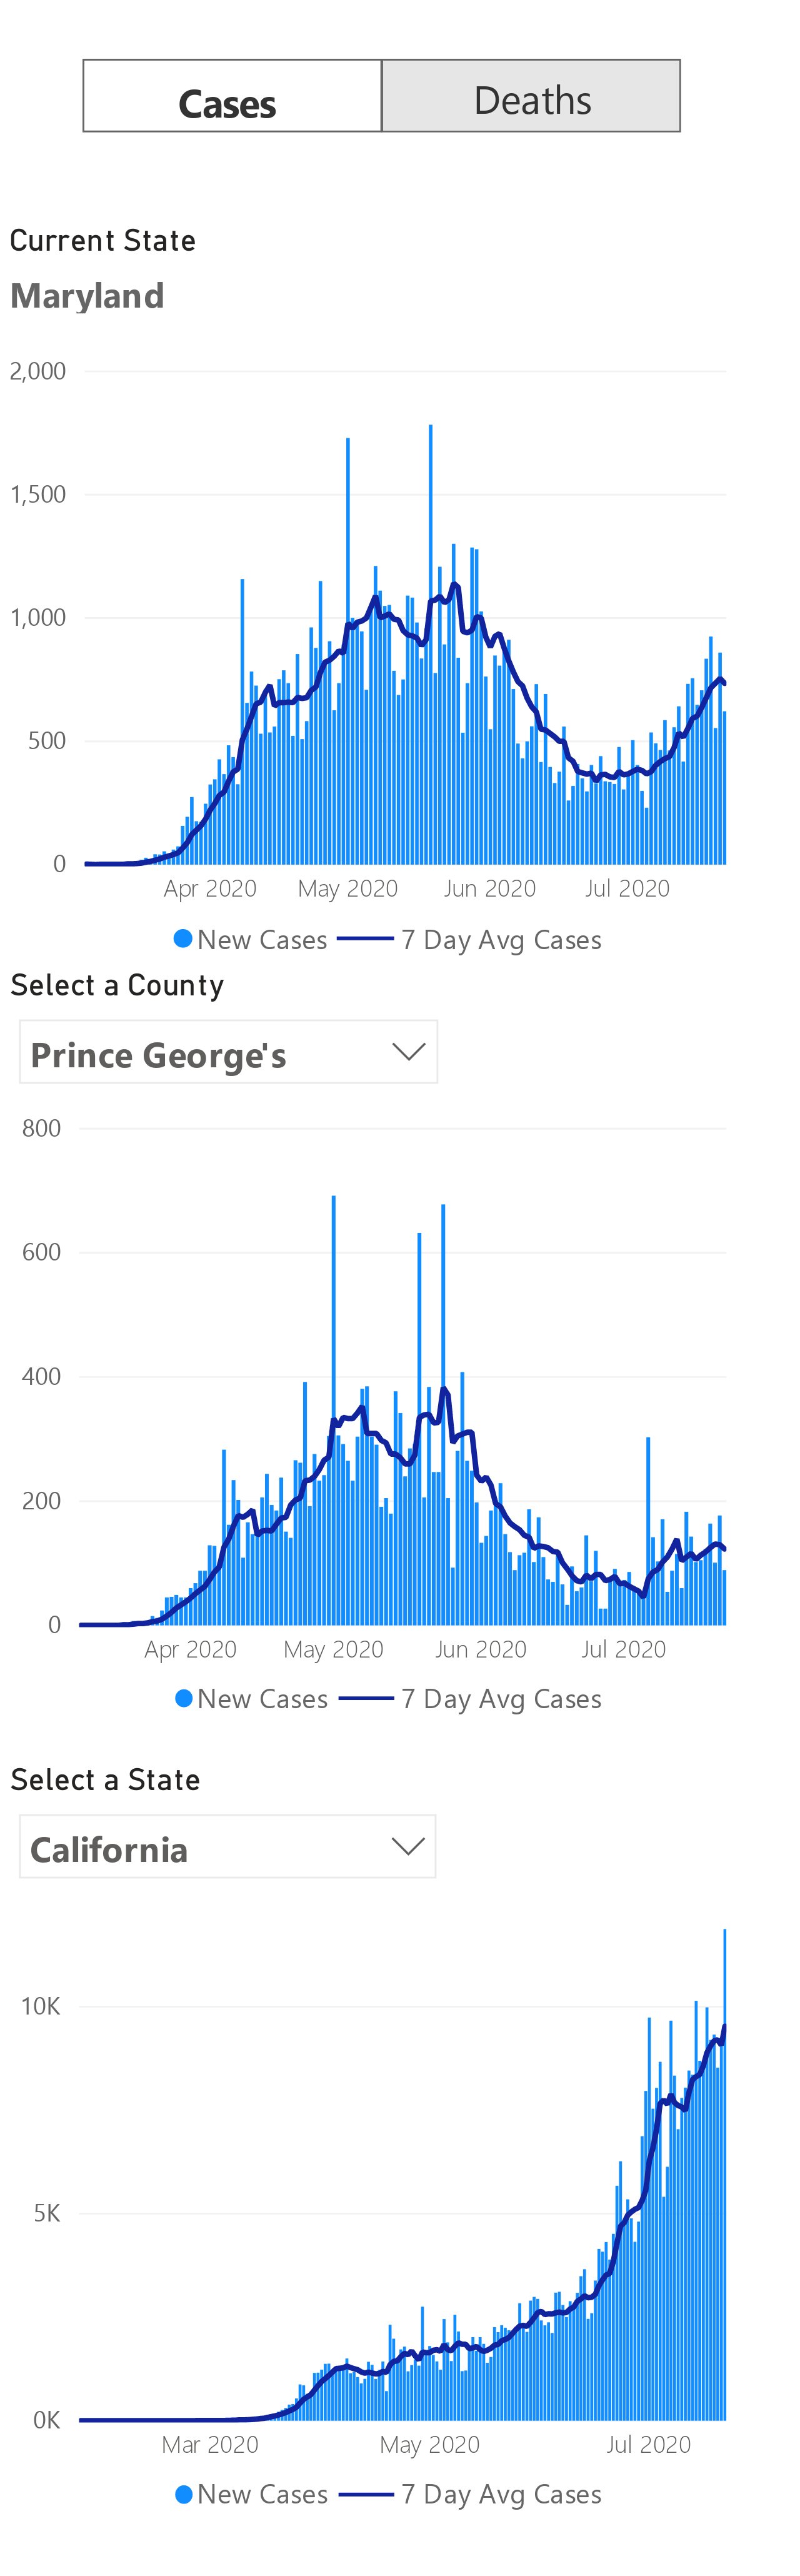 Cases Deaths
Current State
Maryland
2,000
1,500
1,000
500
0
Apr 2020 May 2020 Jun 2020 Jul 2020
New Cases 7 Day Avg Cases
Select a County
Prince George's
800
600
400
200
0
Apr 2020 May 2020 Jun 2020 Jul 2020
New Cases 7 Day Avg Cases
Select a State
California
10K
5K
0K
Mar 2020 May 2020 Jul 2020
New Cases 7 Day Avg Cases